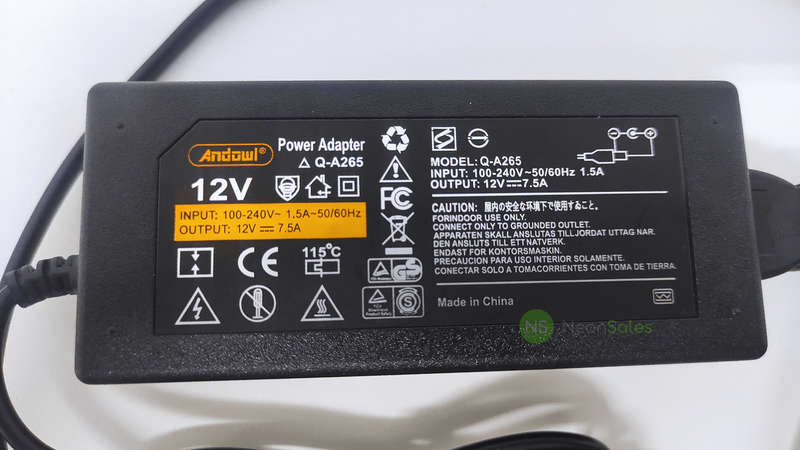 Andowl®
Power Adapter
△ Q-A265
12V
INPUT: 100-240V~ 1.5A~50/60Hz
OUTPUT: 12V ⎓ 7.5A
115°C
CE
FC
GS
S
MODEL: Q-A265
INPUT: 100-240V~50/60Hz 1.5A
OUTPUT: 12V⎓7.5A
CAUTION: 屋内の安全な環境下で使用すること。
FORINDOOR USE ONLY.
CONNECT ONLY TO GROUNDED OUTLET.
APPARATEN SKALL ANSLUTAS TILLJORDAT UTTAG NAR.
DEN ANSLUTS TILL ETT NATVERK.
ENDAST FOR KONTORSMASKIN.
PRECAUCION PARA USO INTERIOR SOLAMENTE.
CONECTAR SOLO A TOMACORRIENTES CON TOMA DE TIERRA.
Made in China
NS NeonSales